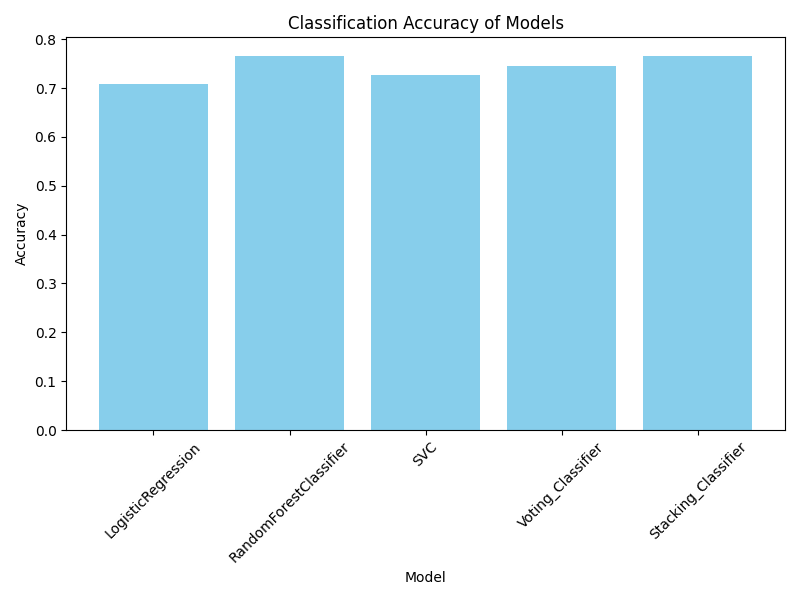 Classification Accuracy of Models
0.8
0.7
0.6
0.5
0.4
0.3
0.2
0.1
0.0
Accuracy
LogisticRegression
RandomForestClassifier
SVC
Voting_Classifier
Stacking_Classifier
Model